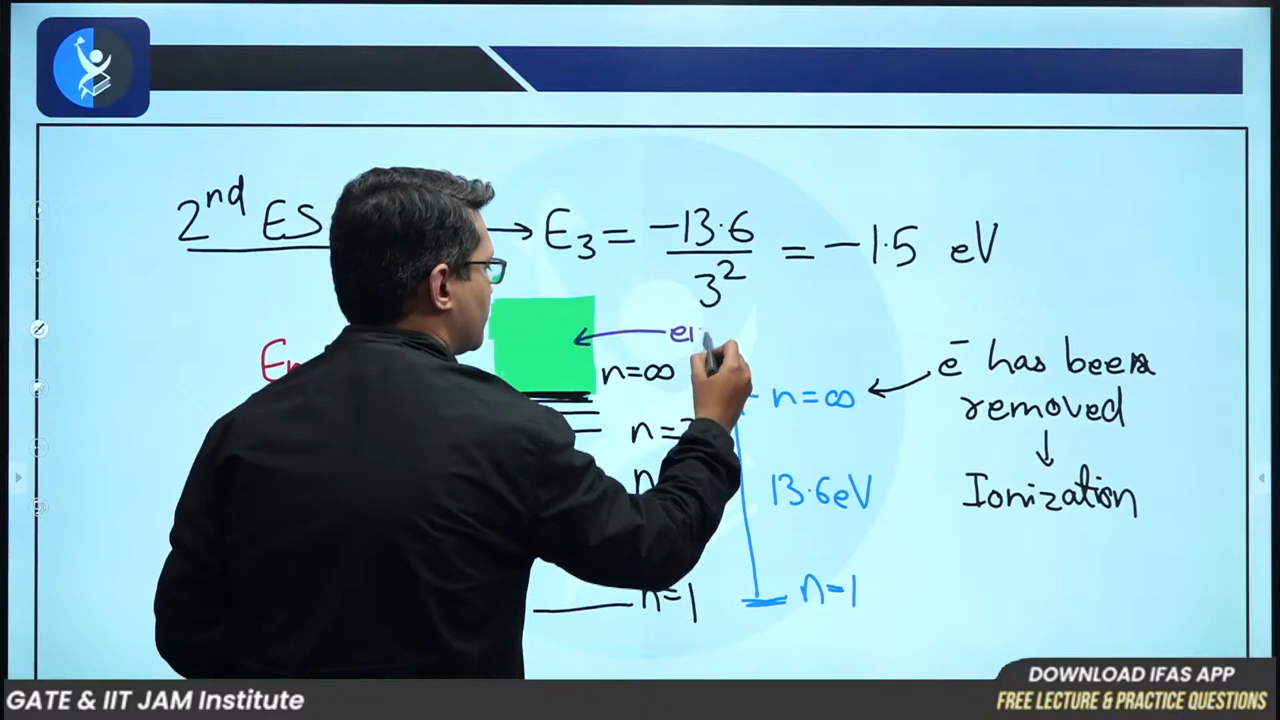 2nd ES → E3 = -13.6 / 3² = -1.5 eV
n=∞
e- has been
n=∞
removed
↓
13.6eV
Ionization
n=1
n=1
DOWNLOAD IFAS APP
GATE & IIT JAM Institute
FREE LECTURE & PRACTICE QUESTIONS